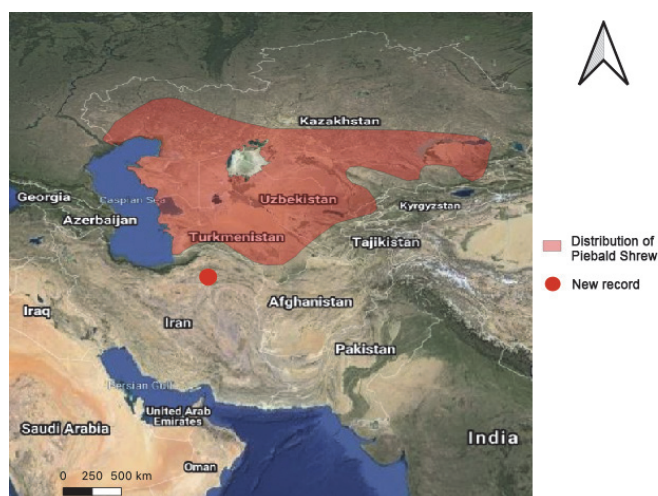 Kazakhstan
Georgia
Caspian Sea
Uzbekistan
Kyrgyzstan
Azerbaijan
Turkmenistan
Tajikistan
Distribution of
Piebald Shrew
New record
Iraq
Afghanistan
Iran
Pakistan
Persian Gulf
United Arab
Emirates
Saudi Arabia
India
Oman
0 250 500 km